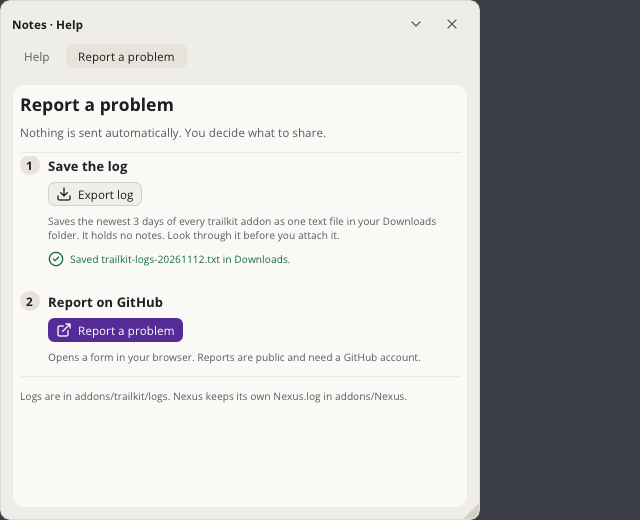 Notes · Help
Help
Report a problem
Report a problem
Nothing is sent automatically. You decide what to share.
1
Save the log
Export log
Saves the newest 3 days of every trailkit addon as one text file in your Downloads
folder. It holds no notes. Look through it before you attach it.
Saved trailkit-logs-20261112.txt in Downloads.
2
Report on GitHub
Report a problem
Opens a form in your browser. Reports are public and need a GitHub account.
Logs are in addons/trailkit/logs. Nexus keeps its own Nexus.log in addons/Nexus.